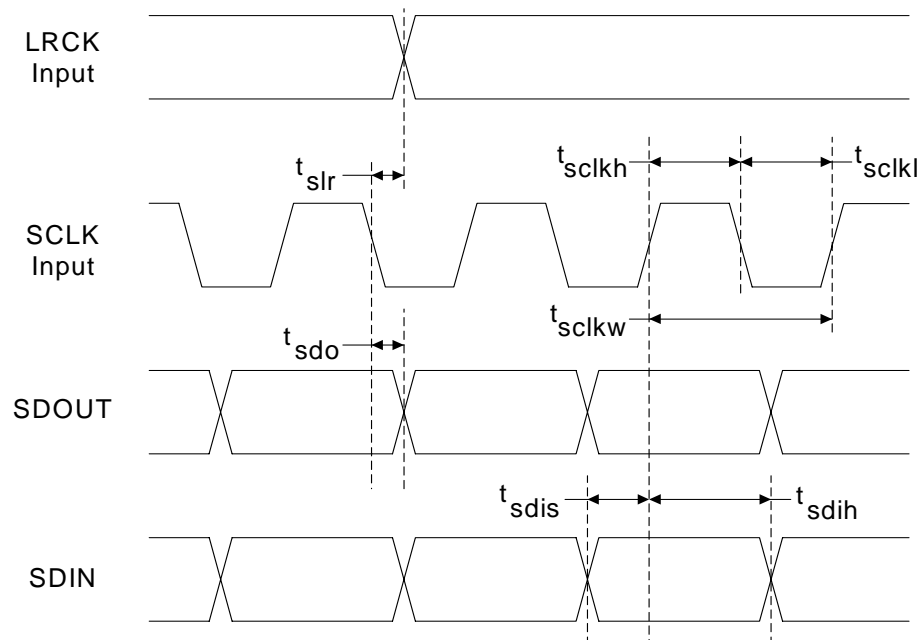 LRCK
Input
t slr
t sclkh
t sclkl
SCLK
Input
t sclkw
t sdo
SDOUT
t sdis
t sdih
SDIN